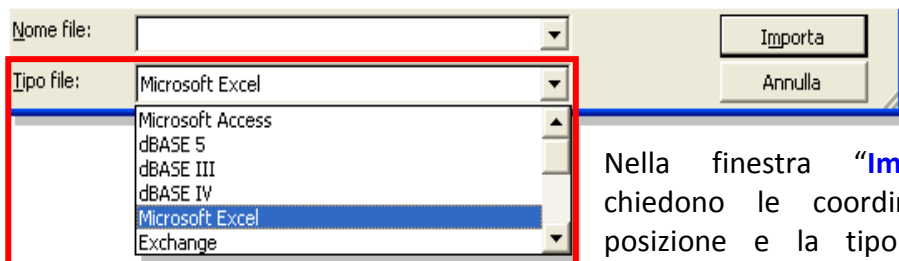 Nome file:
Importa
Tipo file:
Microsoft Excel
Annulla
Microsoft Access
dBASE 5
dBASE III
dBASE IV
Microsoft Excel
Exchange
Nella finestra “Im
chiedono le coordi
posizione e la tipo